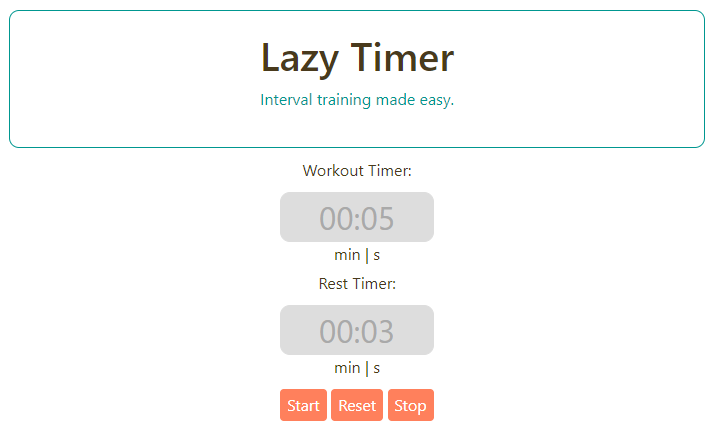 Lazy Timer
Interval training made easy.
Workout Timer:
00:05
min | s
Rest Timer:
00:03
min | s
Start Reset Stop